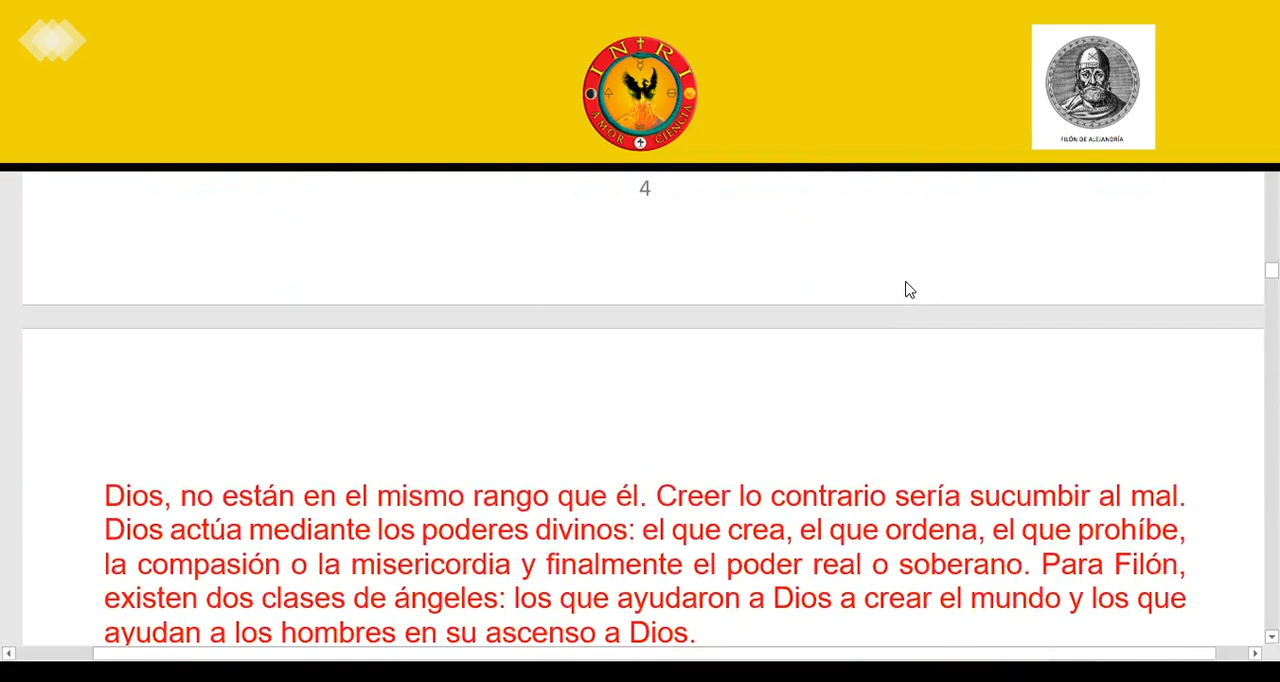 INRI
AMOR CIENCIA
FILÓN DE ALEJANDRÍA
4
Dios, no están en el mismo rango que él. Creer lo contrario sería sucumbir al mal.
Dios actúa mediante los poderes divinos: el que crea, el que ordena, el que prohíbe,
la compasión o la misericordia y finalmente el poder real o soberano. Para Filón,
existen dos clases de ángeles: los que ayudaron a Dios a crear el mundo y los que
ayudan a los hombres en su ascenso a Dios.